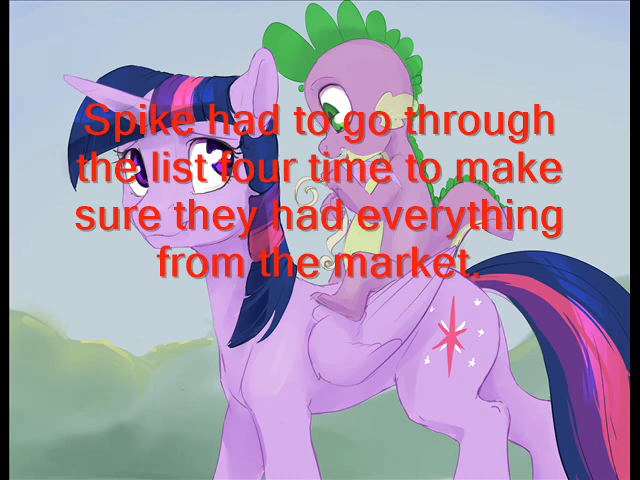 Spike had to go through
the list four time to make
sure they had everything
from the market.